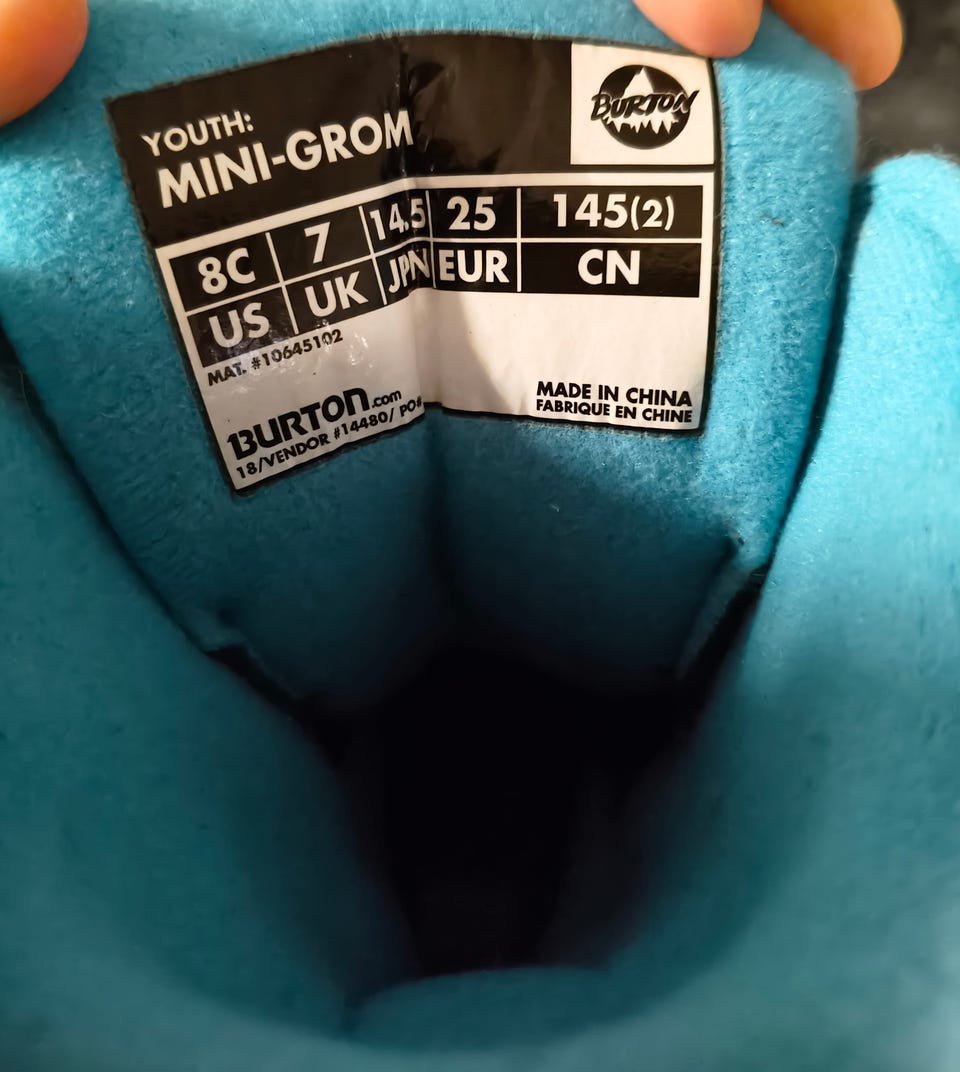 YOUTH:
MINI-GROM
BURTON
8C 7 14.5 25 145(2)
US UK JPN EUR CN
MAT. #10645102
BURTON.com
18/VENDOR #14480/ PO#
MADE IN CHINA
FABRIQUE EN CHINE